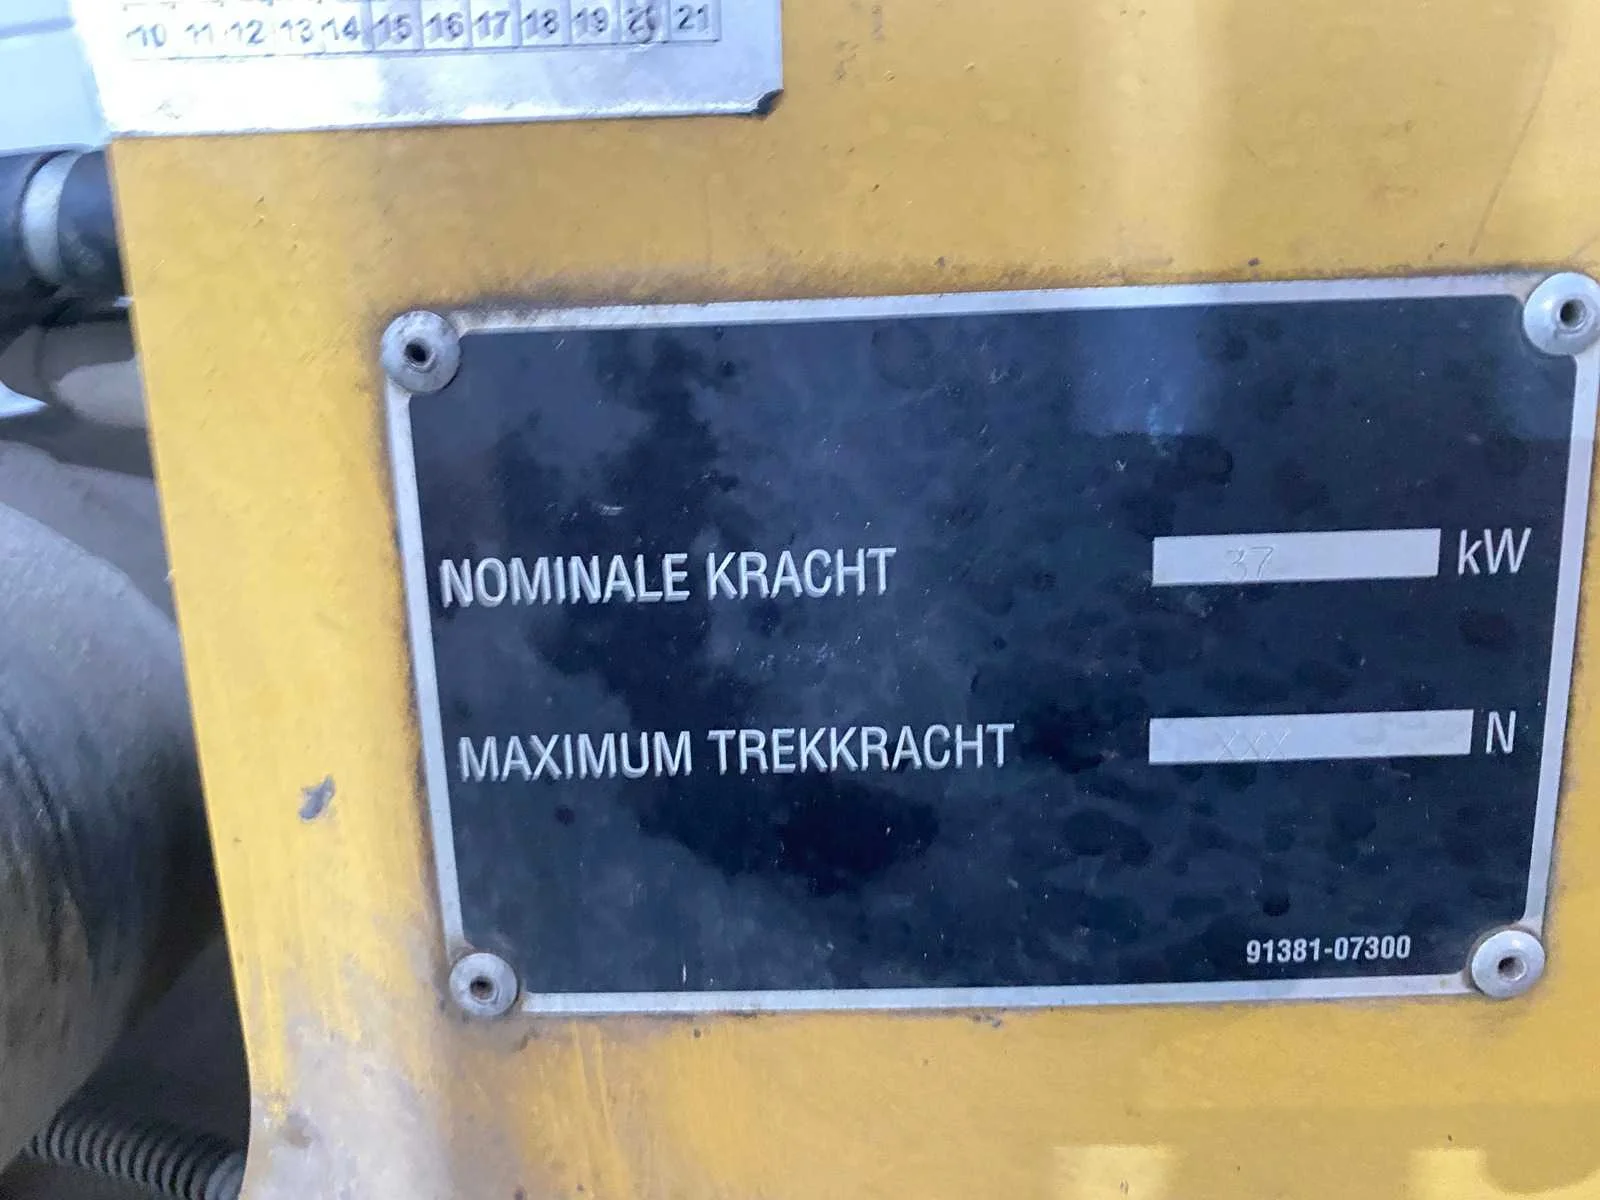 10 11 12 13 14 15 16 17 18 19 20 21
NOMINALE KRACHT 37 kW
MAXIMUM TREKKRACHT XXX N
91381-07300